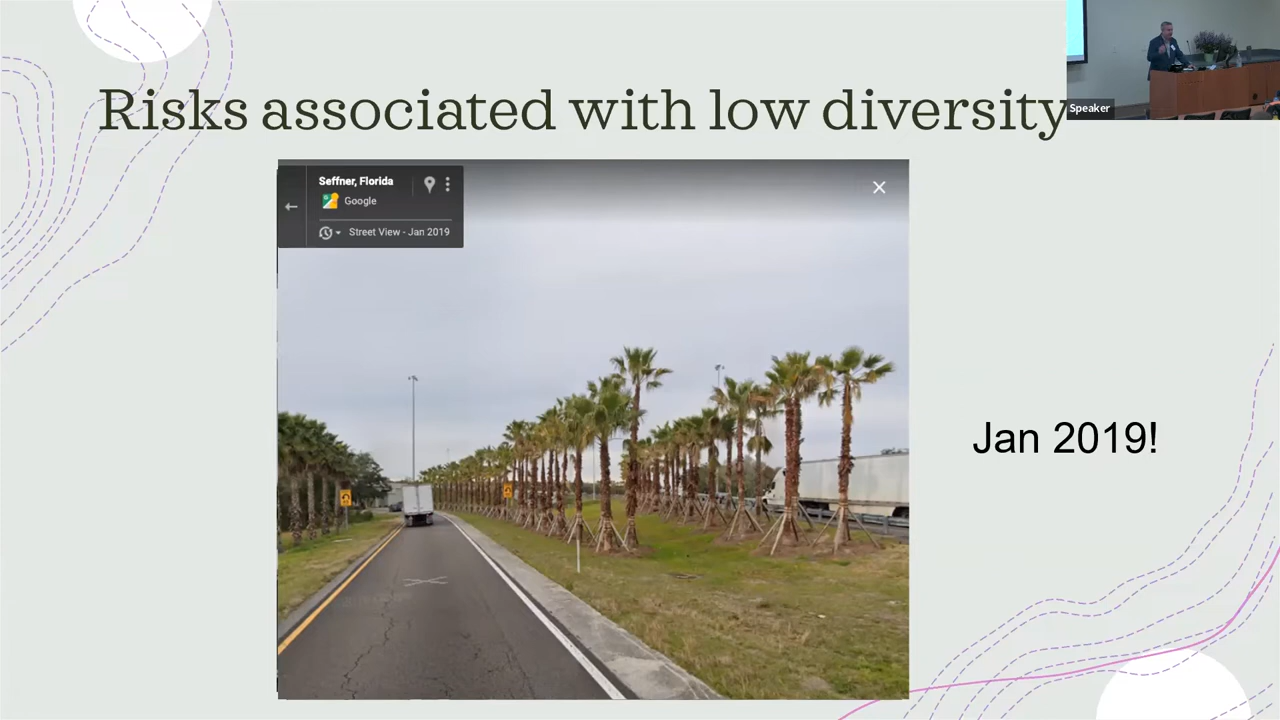 Risks associated with low diversity
Speaker
Seffner, Florida
Google
Street View - Jan 2019
Jan 2019!